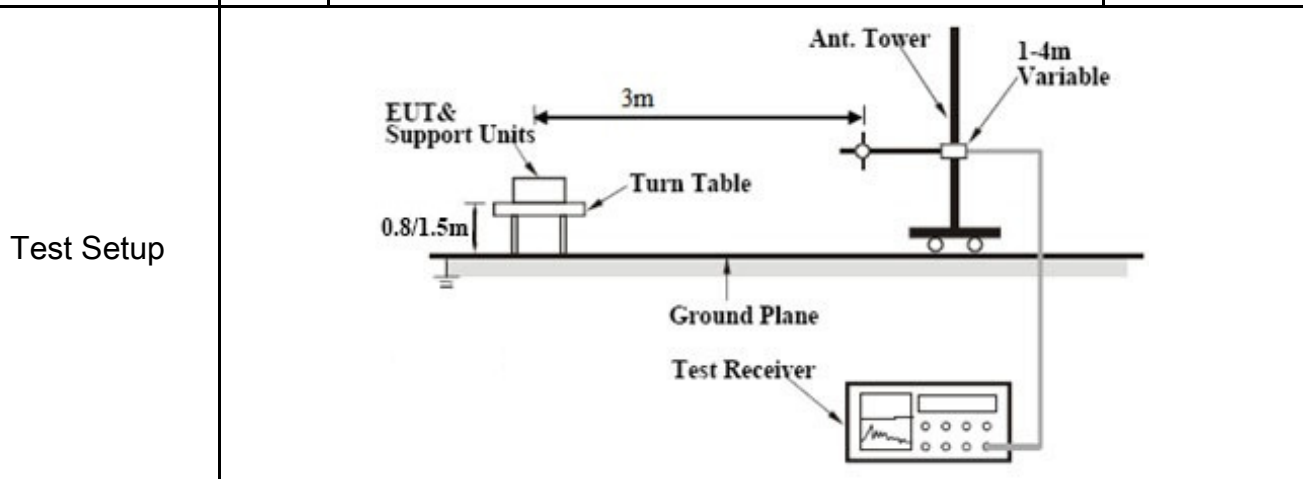 Test Setup
Ant. Tower
1-4m
Variable
3m
EUT&
Support Units
Turn Table
0.8/1.5m
Ground Plane
Test Receiver